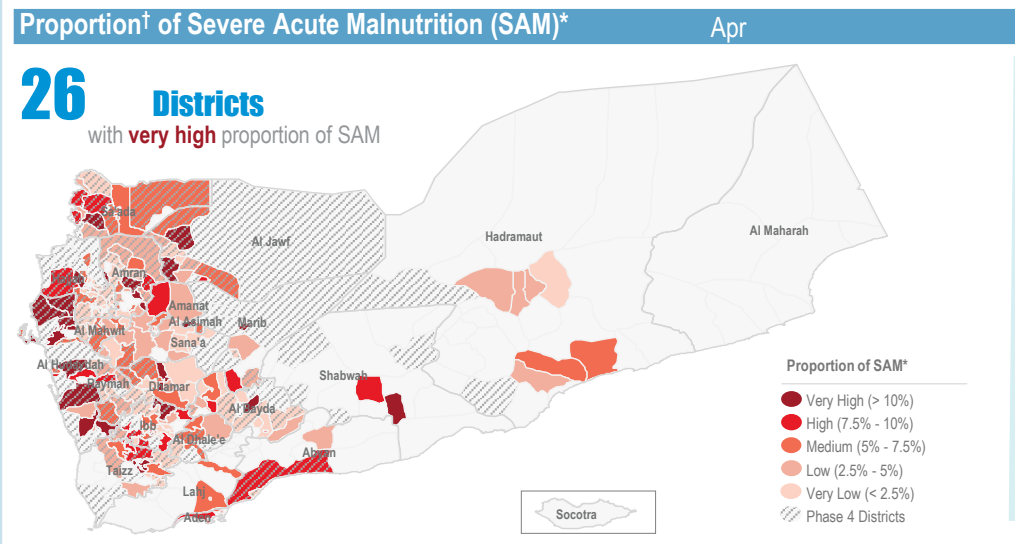 Proportion† of Severe Acute Malnutrition (SAM)* Apr
26 Districts
with very high proportion of SAM
Sa'ada
Al Jawf
Hadramaut
Al Maharah
Amran
Amanat
Al Asimah
Marib
Al Mahwit
Sana'a
Al Hudaydah
Raymah
Dhamar
Shabwah
Al Bayda
Ibb
Al Dhale'e
Abyan
Taizz
Lahj
Aden
Socotra
Proportion of SAM*
Very High (> 10%)
High (7.5% - 10%)
Medium (5% - 7.5%)
Low (2.5% - 5%)
Very Low (< 2.5%)
Phase 4 Districts